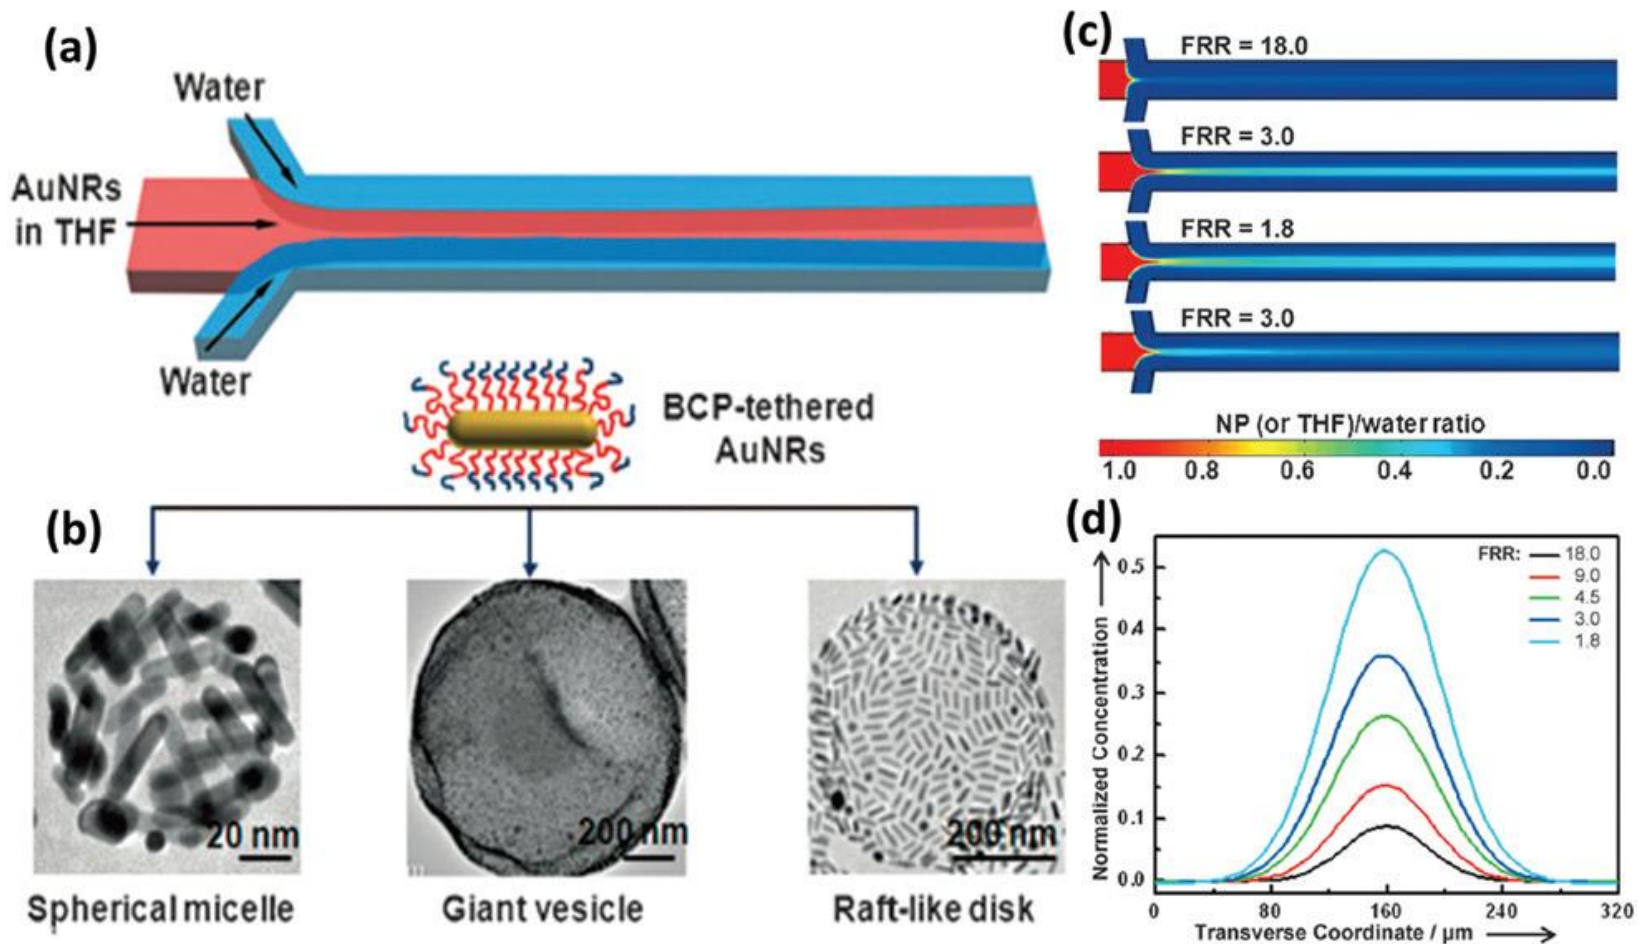 (a)
Water
AuNRs
in THF
Water
BCP-tethered
AuNRs
(b)
20 nm
200 nm
200 nm
Spherical micelle
Giant vesicle
Raft-like disk
(c)
FRR = 18.0
FRR = 3.0
FRR = 1.8
FRR = 3.0
NP (or THF)/water ratio
1.0 0.8 0.6 0.4 0.2 0.0
(d)
FRR: 18.0
9.0
4.5
3.0
1.8
Normalized Concentration
0.5
0.4
0.3
0.2
0.1
0.0
0 80 160 240 320
Transverse Coordinate / µm